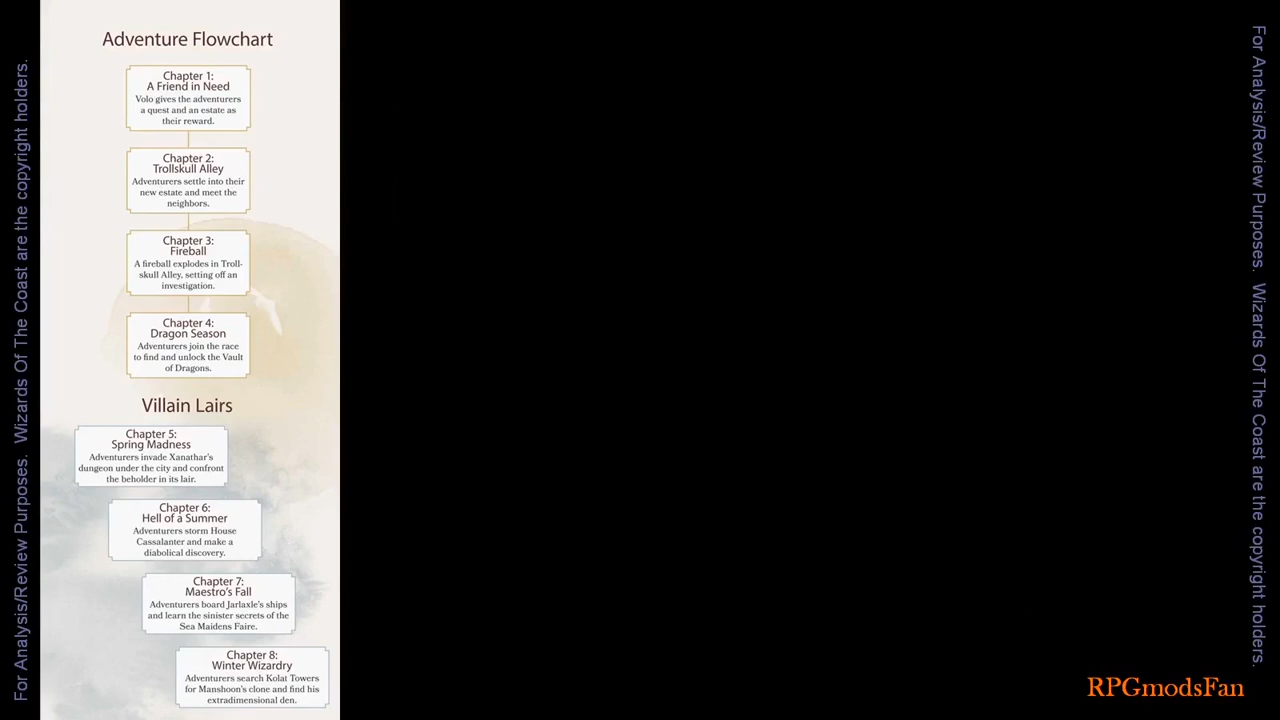 Adventure Flowchart
Chapter 1:
A Friend in Need
Volo gives the adventurers
a quest and an estate as
their reward.
Chapter 2:
Trollskull Alley
Adventurers settle into their
new estate and meet the
neighbors.
Chapter 3:
Fireball
A fireball explodes in Troll-
skull Alley, setting off an
investigation.
Chapter 4:
Dragon Season
Adventurers join the race
to find and unlock the Vault
of Dragons.
Villain Lairs
Chapter 5:
Spring Madness
Adventurers invade Xanathar's
dungeon under the city and confront
the beholder in its lair.
Chapter 6:
Hell of a Summer
Adventurers storm House
Cassalanter and make a
diabolical discovery.
Chapter 7:
Maestro's Fall
Adventurers board Jarlaxle's ships
and learn the sinister secrets of the
Sea Maidens Faire.
Chapter 8:
Winter Wizardry
Adventurers search Kolat Towers
for Manshoon's clone and find his
extradimensional den.
For Analysis/Review Purposes. Wizards Of The Coast are the copyright holders.
For Analysis/Review Purposes. Wizards Of The Coast are the copyright holders.
RPGmodsFan